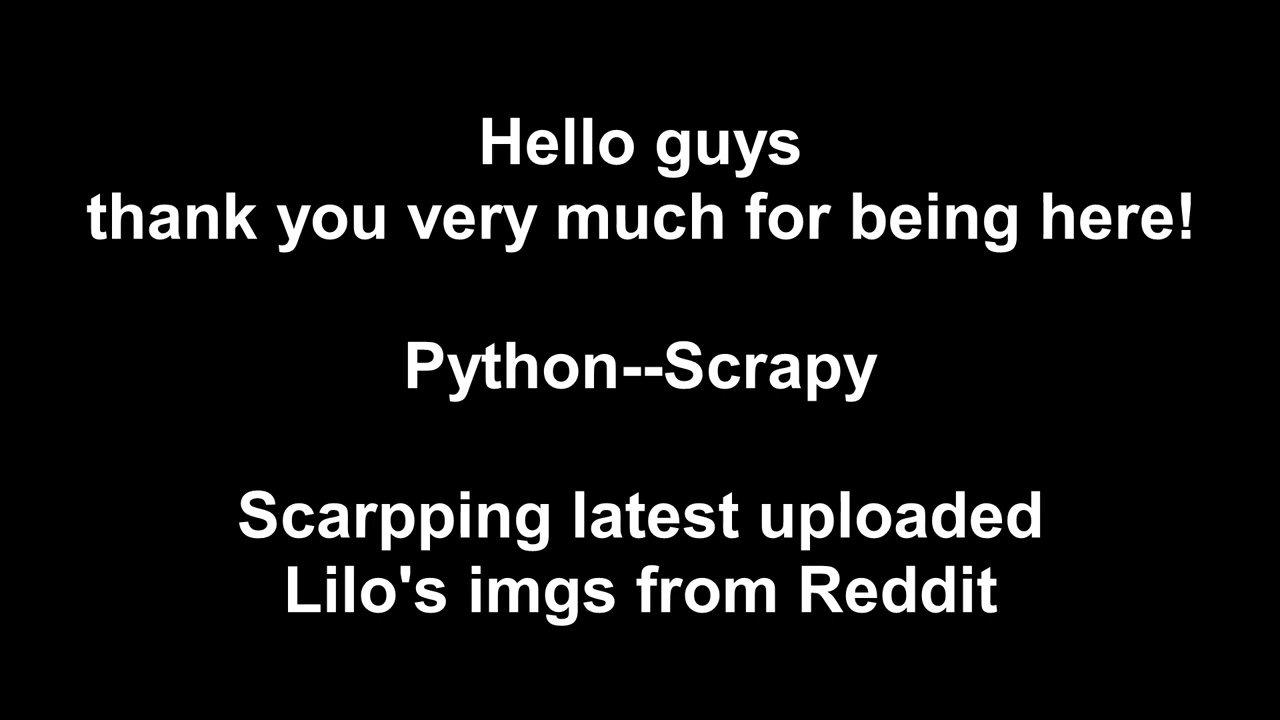 Hello guys
thank you very much for being here!
Python--Scrapy
Scarpping latest uploaded
Lilo's imgs from Reddit